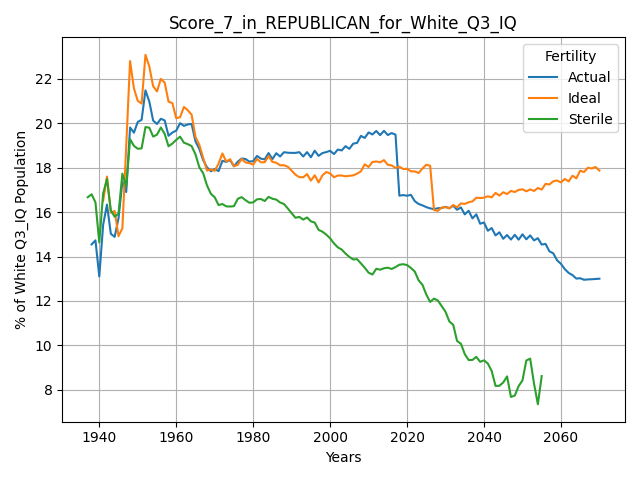 Score_7_in_REPUBLICAN_for_White_Q3_IQ
% of White Q3_IQ Population
22
20
18
16
14
12
10
8
Fertility
Actual
Ideal
Sterile
1940 1960 1980 2000 2020 2040 2060
Years